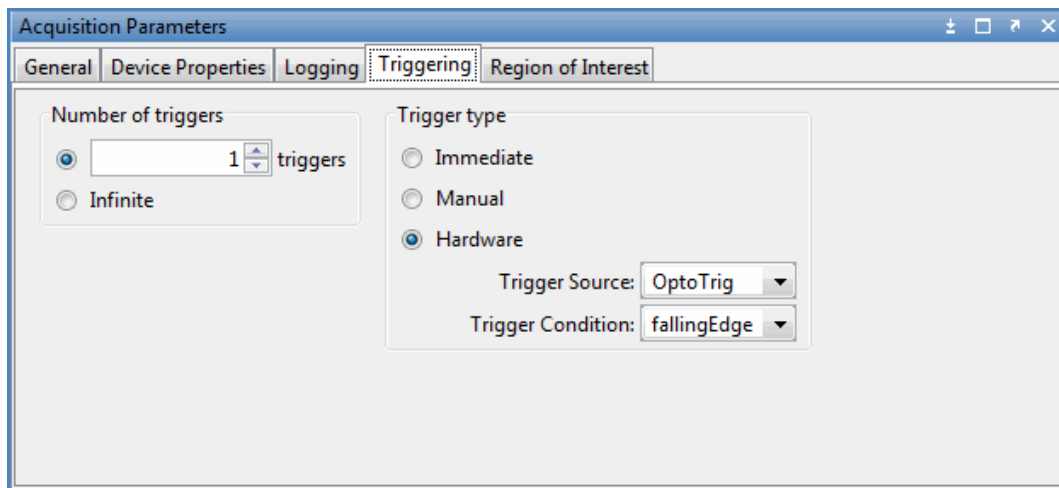 Acquisition Parameters
General Device Properties Logging Triggering Region of Interest
Number of triggers
1 triggers
Infinite
Trigger type
Immediate
Manual
Hardware
Trigger Source: OptoTrig
Trigger Condition: fallingEdge